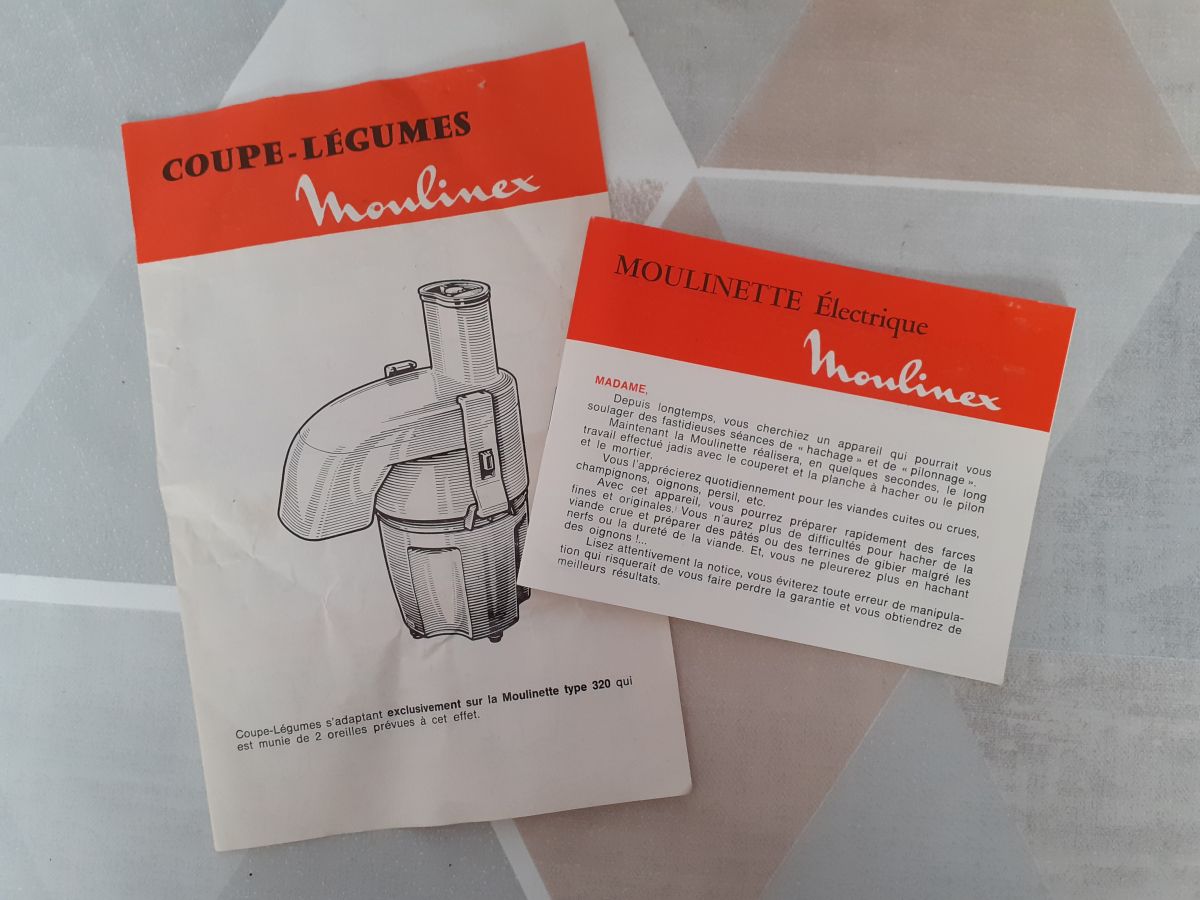 COUPE-LÉGUMES
Moulinex
Coupe-Légumes s'adaptant exclusivement sur la Moulinette type 320 qui
est munie de 2 oreilles prévues à cet effet.
MOULINETTE Électrique
Moulinex
MADAME,
Depuis longtemps, vous cherchiez un appareil qui pourrait vous
soulager des fastidieuses séances de « hachage » et de « pilonnage ».
Maintenant la Moulinette réalisera, en quelques secondes, le long
travail effectué jadis avec le couperet et la planche à hacher ou le pilon
et le mortier.
Vous l'apprécierez quotidiennement pour les viandes cuites ou crues,
champignons, oignons, persil, etc.
Avec cet appareil, vous pourrez préparer rapidement des farces
fines et originales. Vous n'aurez plus de difficultés pour hacher de la
viande crue et préparer des pâtés ou des terrines de gibier malgré les
nerfs ou la dureté de la viande. Et, vous ne pleurerez plus en hachant
des oignons !...
Lisez attentivement la notice, vous éviterez toute erreur de manipula-
tion qui risquerait de vous faire perdre la garantie et vous obtiendrez de
meilleurs résultats.